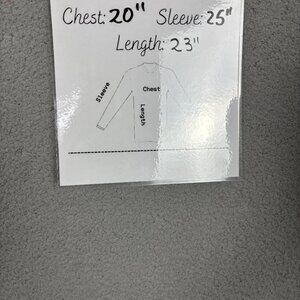 Chest: 20" Sleeve: 25"
Length: 23"
Sleeve
Chest
Length